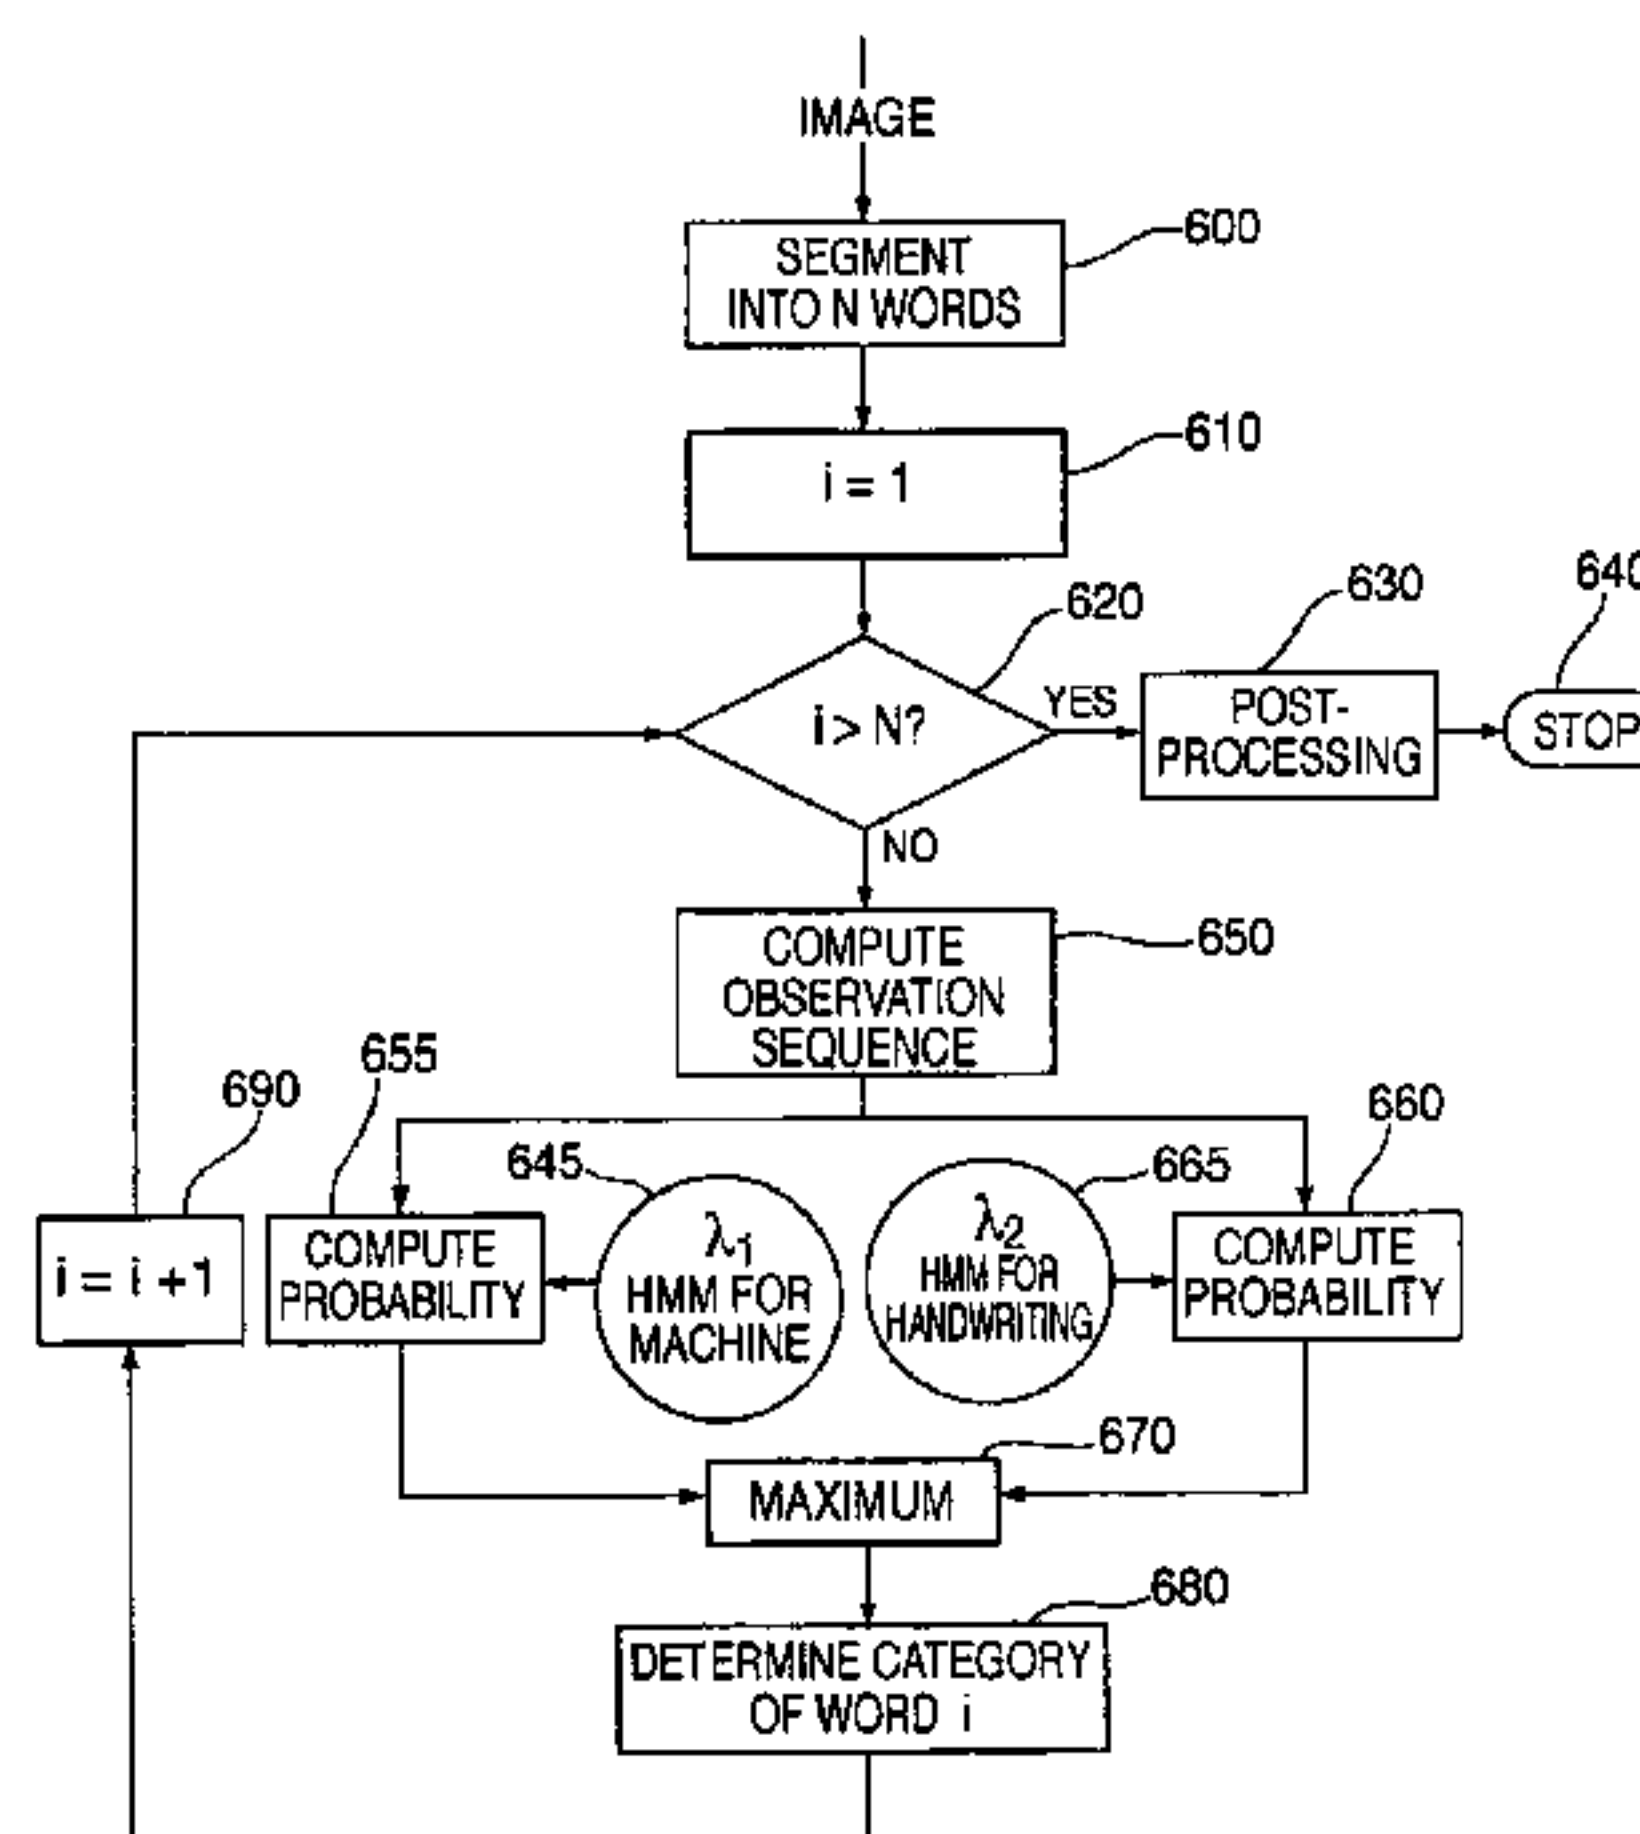 IMAGE
SEGMENT
INTO N WORDS
600
i = 1
610
620
i > N?
YES
NO
630
POST-
PROCESSING
640
STOP
COMPUTE
OBSERVATION
SEQUENCE
650
690
i = i +1
655
COMPUTE
PROBABILITY
645
λ1
HMM FOR
MACHINE
665
λ2
HMM FOR
HANDWRITING
660
COMPUTE
PROBABILITY
670
MAXIMUM
680
DETERMINE CATEGORY
OF WORD i